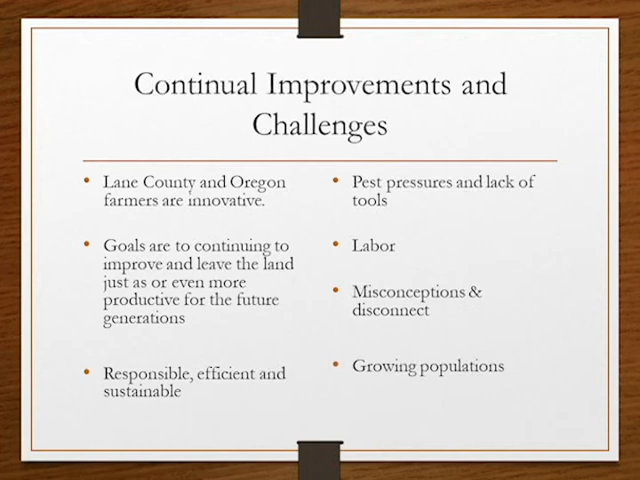 Continual Improvements and
Challenges
• Lane County and Oregon
farmers are innovative.
• Goals are to continuing to
improve and leave the land
just as or even more
productive for the future
generations
• Responsible, efficient and
sustainable
• Pest pressures and lack of
tools
• Labor
• Misconceptions &
disconnect
• Growing populations